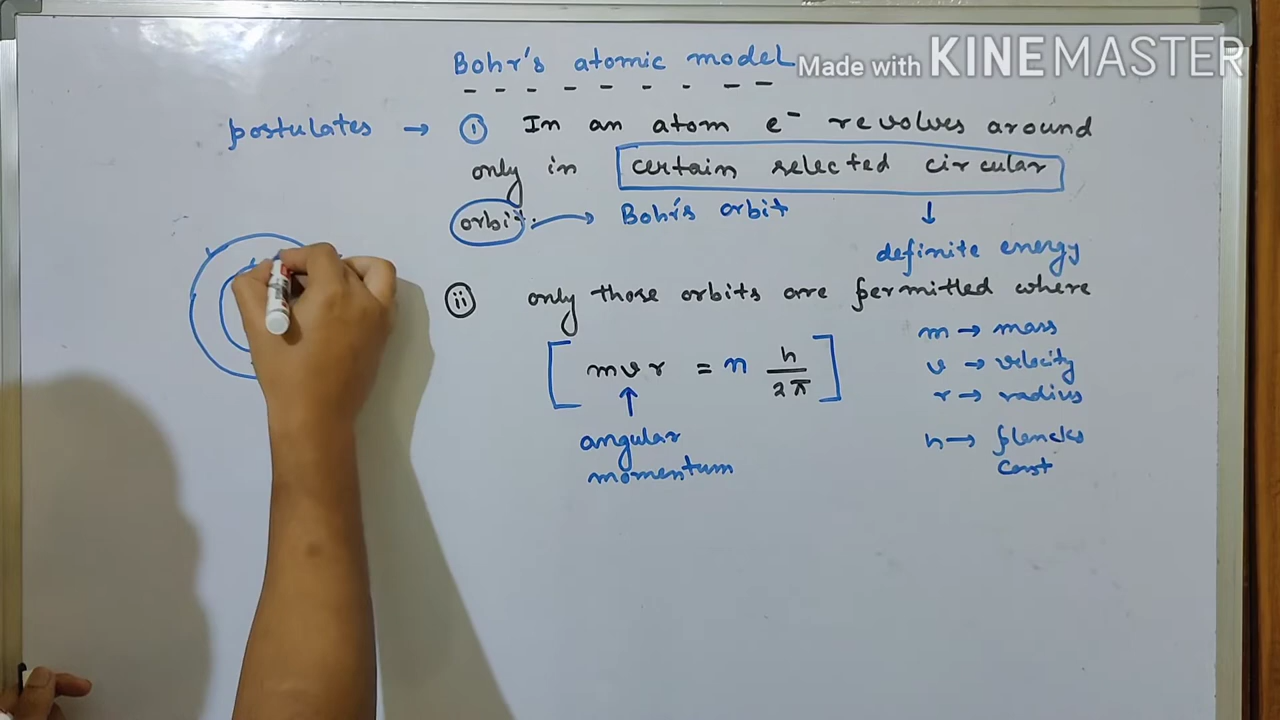 Bohr's atomic model
Made with KINEMASTER
postulates → ① In an atom e⁻ revolves around
only in certain selected circular
orbit. → Bohr's orbit
↓
definite energy
ⓘⓘ only those orbits are permitted where
[ mvr = n h/2π ]
m → mass
v → velocity
r → radius
↑
angular
momentum
h → plancks
const